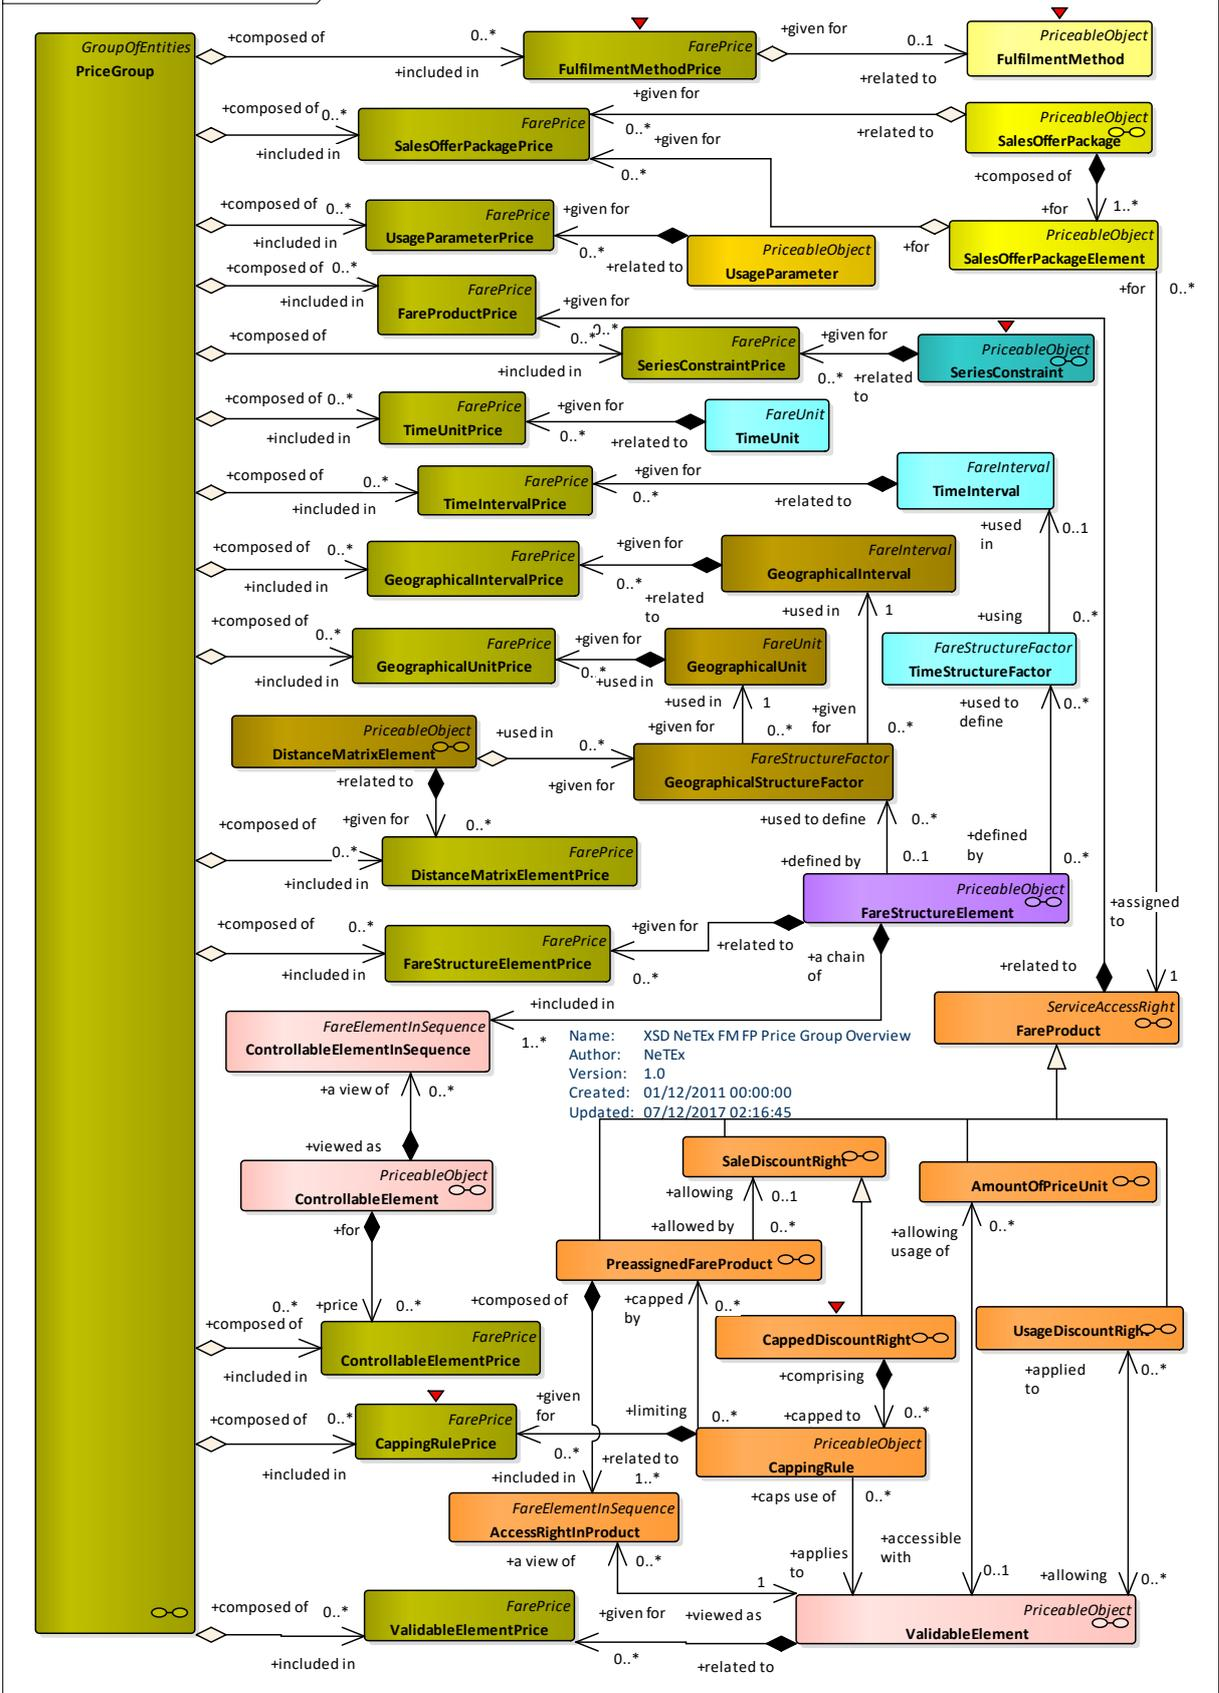 GroupOfEntities
PriceGroup
+composed of
0..*
+included in
FarePrice
FulfilmentMethodPrice
+given for
0..1
+related to
PriceableObject
FulfilmentMethod
+composed of
0..*
+included in
FarePrice
SalesOfferPackagePrice
+given for
0..*
+related to
PriceableObject
SalesOfferPackage
+given for
0..*
+composed of
+for
1..*
+for
PriceableObject
SalesOfferPackageElement
+for
0..*
+composed of
0..*
+included in
FarePrice
UsageParameterPrice
+given for
0..*
+related to
PriceableObject
UsageParameter
+composed of
0..*
+included in
FarePrice
FareProductPrice
+given for
0..*
+composed of
0..*
+included in
FarePrice
SeriesConstraintPrice
+given for
0..*
+related
to
PriceableObject
SeriesConstraint
+composed of
0..*
+included in
FarePrice
TimeUnitPrice
+given for
0..*
+related to
FareUnit
TimeUnit
+composed of
0..*
+included in
FarePrice
TimeIntervalPrice
+given for
0..*
+related to
FareInterval
TimeInterval
+used
in
0..1
+composed of
0..*
+included in
FarePrice
GeographicalIntervalPrice
+given for
0..*
+related
to
FareInterval
GeographicalInterval
+used in
1
+using
0..*
+composed of
0..*
+included in
FarePrice
GeographicalUnitPrice
+given for
0..*
+used in
FareUnit
GeographicalUnit
FareStructureFactor
TimeStructureFactor
+used in
1
+given for
0..*
+given
for
0..*
+used to
define
0..*
PriceableObject
DistanceMatrixElement
+used in
0..*
+given for
FareStructureFactor
GeographicalStructureFactor
+related to
+given for
0..*
+used to define
0..*
+defined by
0..1
+defined
by
0..*
+composed of
0..*
+included in
FarePrice
DistanceMatrixElementPrice
PriceableObject
FareStructureElement
+composed of
0..*
+included in
FarePrice
FareStructureElementPrice
+given for
0..*
+related to
+a chain
of
+assigned
to
+related to
1
+included in
1..*
FareElementInSequence
ControllableElementInSequence
ServiceAccessRight
FareProduct
Name: XSD NeTEx FM FP Price Group Overview
Author: NeTEx
Version: 1.0
Created: 01/12/2011 00:00:00
Updated: 07/12/2017 02:16:45
+a view of
0..*
+viewed as
PriceableObject
ControllableElement
SaleDiscountRight
AmountOfPriceUnit
+allowing
0..1
+allowed by
0..*
+allowing
usage of
0..*
+for
+price
0..*
PreassignedFareProduct
+composed of
0..*
+included in
FarePrice
ControllableElementPrice
+composed of
+capped
by
0..*
CappedDiscountRight
UsageDiscountRight
+applied
to
0..*
+comprising
+capped to
0..*
+composed of
0..*
+included in
FarePrice
CappingRulePrice
+given
for
0..*
+limiting
0..*
+related to
PriceableObject
CappingRule
+included in
1..*
FareElementInSequence
AccessRightInProduct
+caps use of
0..*
+applies
to
+accessible
with
0..1
+allowing
0..*
+a view of
0..*
1
+viewed as
+composed of
0..*
+included in
FarePrice
ValidableElementPrice
+given for
0..*
+related to
PriceableObject
ValidableElement